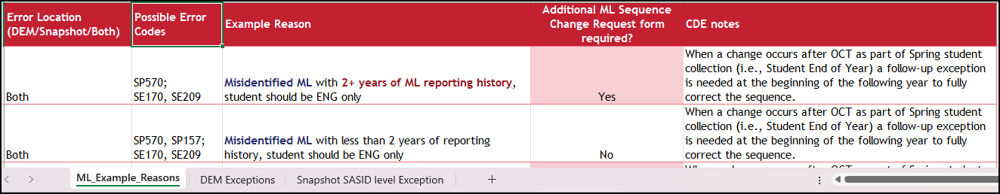 Error Location
(DEM/Snapshot/Both)
Possible Error
Codes
Example Reason
Additional ML Sequence
Change Request form
required?
CDE notes
Both
SP570;
SE170, SE209
Misidentified ML with 2+ years of ML reporting history,
student should be ENG only
Yes
When a change occurs after OCT as part of Spring student
collection (i.e., Student End of Year) a follow-up exception
is needed at the beginning of the following year to fully
correct the sequence.
Both
SP570, SP157;
SE170, SE209
Misidentified ML with less than 2 years of reporting
history, student should be ENG only
No
When a change occurs after OCT as part of Spring student
collection (i.e., Student End of Year) a follow-up exception
is needed at the beginning of the following year to fully
correct the sequence.
ML_Example_Reasons
DEM Exceptions
Snapshot SASID level Exception